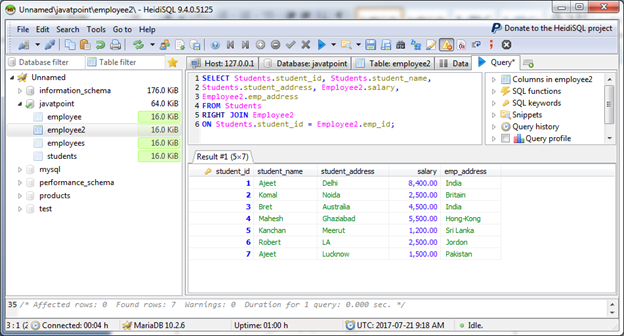 Unnamed\javatpoint\employee2\ - HeidiSQL 9.4.0.5125
File Edit Search Tools Go to Help
Donate to the HeidiSQL project
Database filter Table filter
Host: 127.0.0.1 Database: javatpoint Table: employee2 Data Query*
Unnamed
information_schema 176.0 KiB
javatpoint 64.0 KiB
employee 16.0 KiB
employee2 16.0 KiB
employees 16.0 KiB
students 16.0 KiB
mysql
performance_schema
products
test
1 SELECT Students.student_id, Students.student_name,
2 Students.student_address, Employee2.salary,
3 Employee2.emp_address
4 FROM Students
5 RIGHT JOIN Employee2
6 ON Students.student_id = Employee2.emp_id;
Columns in employee2
SQL functions
SQL keywords
Snippets
Query history
Query profile
Result #1 (5×7)
student_id student_name student_address salary emp_address
1 Ajeet Delhi 8,400.00 India
2 Komal Noida 2,500.00 Britain
3 Bret Australia 4,500.00 India
4 Mahesh Ghaziabad 5,500.00 Hong-Kong
5 Kanchan Meerut 1,200.00 Sri Lanka
6 Robert LA 2,500.00 Jordon
7 Ajeet Lucknow 1,500.00 Pakistan
35 /* Affected rows: 0 Found rows: 7 Warnings: 0 Duration for 1 query: 0.000 sec. */
3 : 1 (2 Connected: 00:04 h MariaDB 10.2.6 Uptime: 01:00 h UTC: 2017-07-21 9:18 AM Idle.